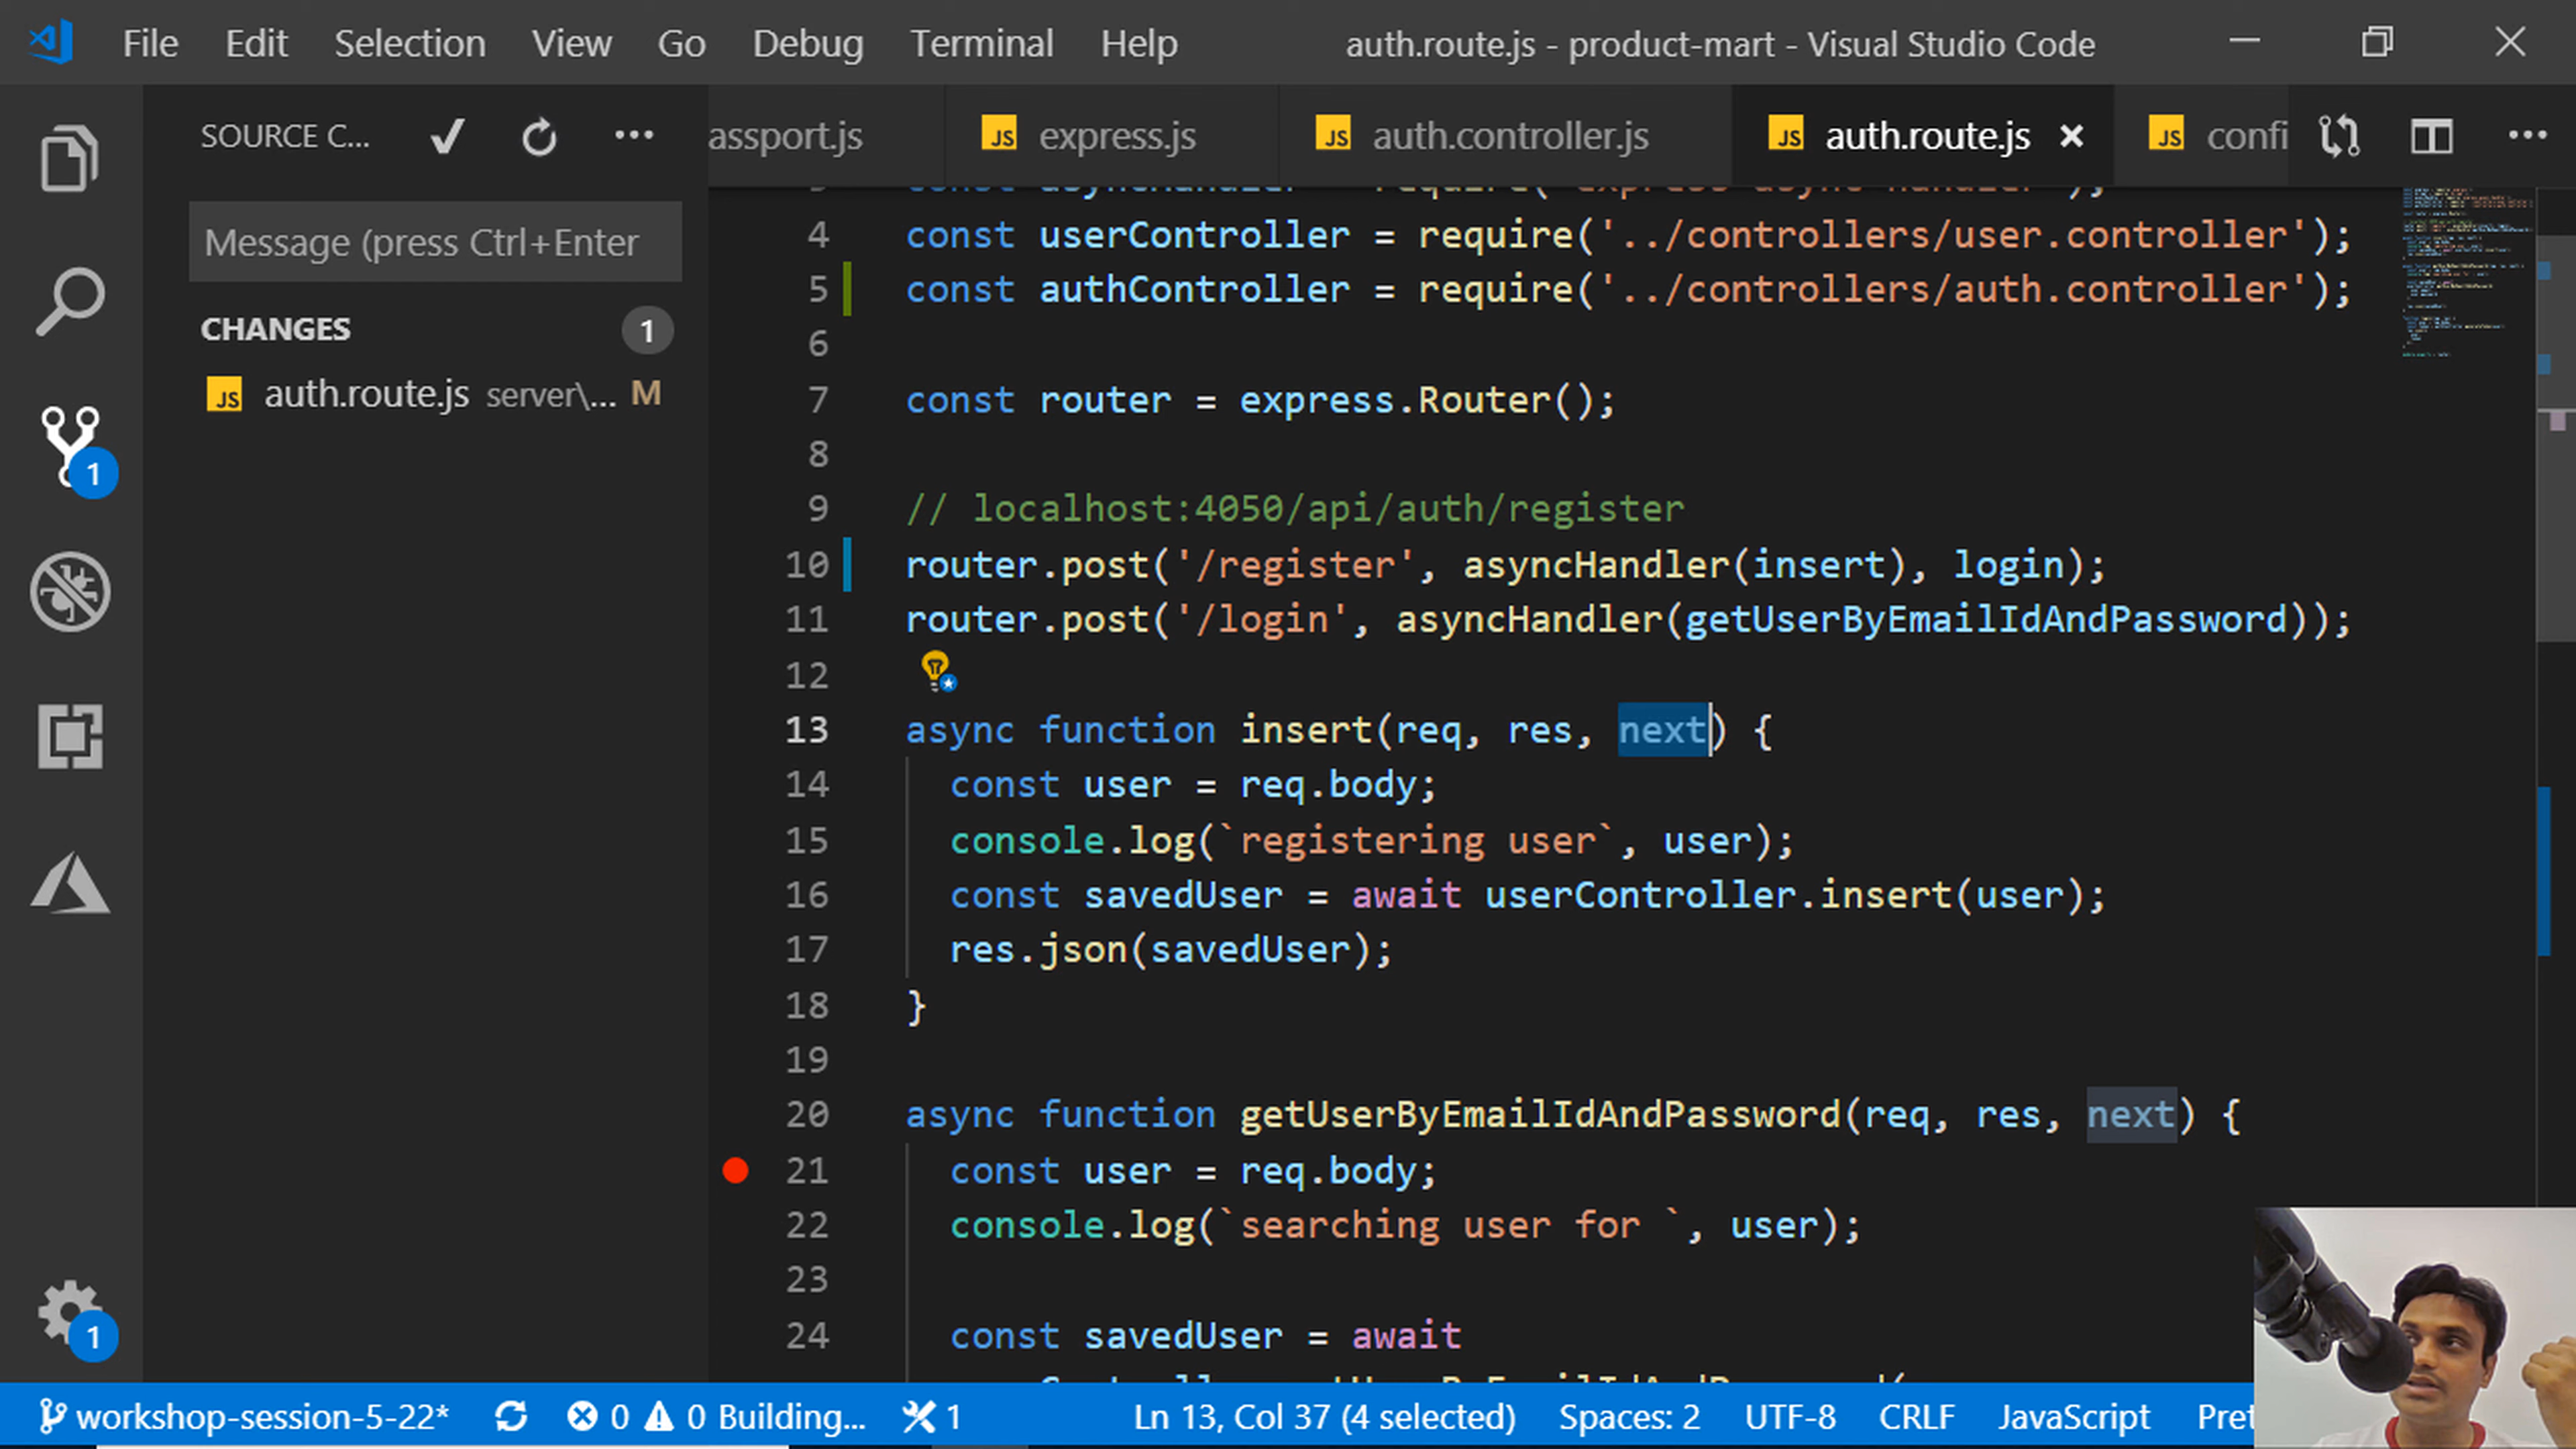 File Edit Selection View Go Debug Terminal Help auth.route.js - product-mart - Visual Studio Code
SOURCE C... assport.js express.js auth.controller.js auth.route.js confi
Message (press Ctrl+Enter
CHANGES 1
auth.route.js server\... M
4 const userController = require('../controllers/user.controller');
5 const authController = require('../controllers/auth.controller');
6
7 const router = express.Router();
8
9 // localhost:4050/api/auth/register
10 router.post('/register', asyncHandler(insert), login);
11 router.post('/login', asyncHandler(getUserByEmailIdAndPassword));
12
13 async function insert(req, res, next) {
14 const user = req.body;
15 console.log(`registering user`, user);
16 const savedUser = await userController.insert(user);
17 res.json(savedUser);
18 }
19
20 async function getUserByEmailIdAndPassword(req, res, next) {
21 const user = req.body;
22 console.log(`searching user for `, user);
23
24 const savedUser = await
1
1
workshop-session-5-22* 0 0 Building... 1 Ln 13, Col 37 (4 selected) Spaces: 2 UTF-8 CRLF JavaScript Pret